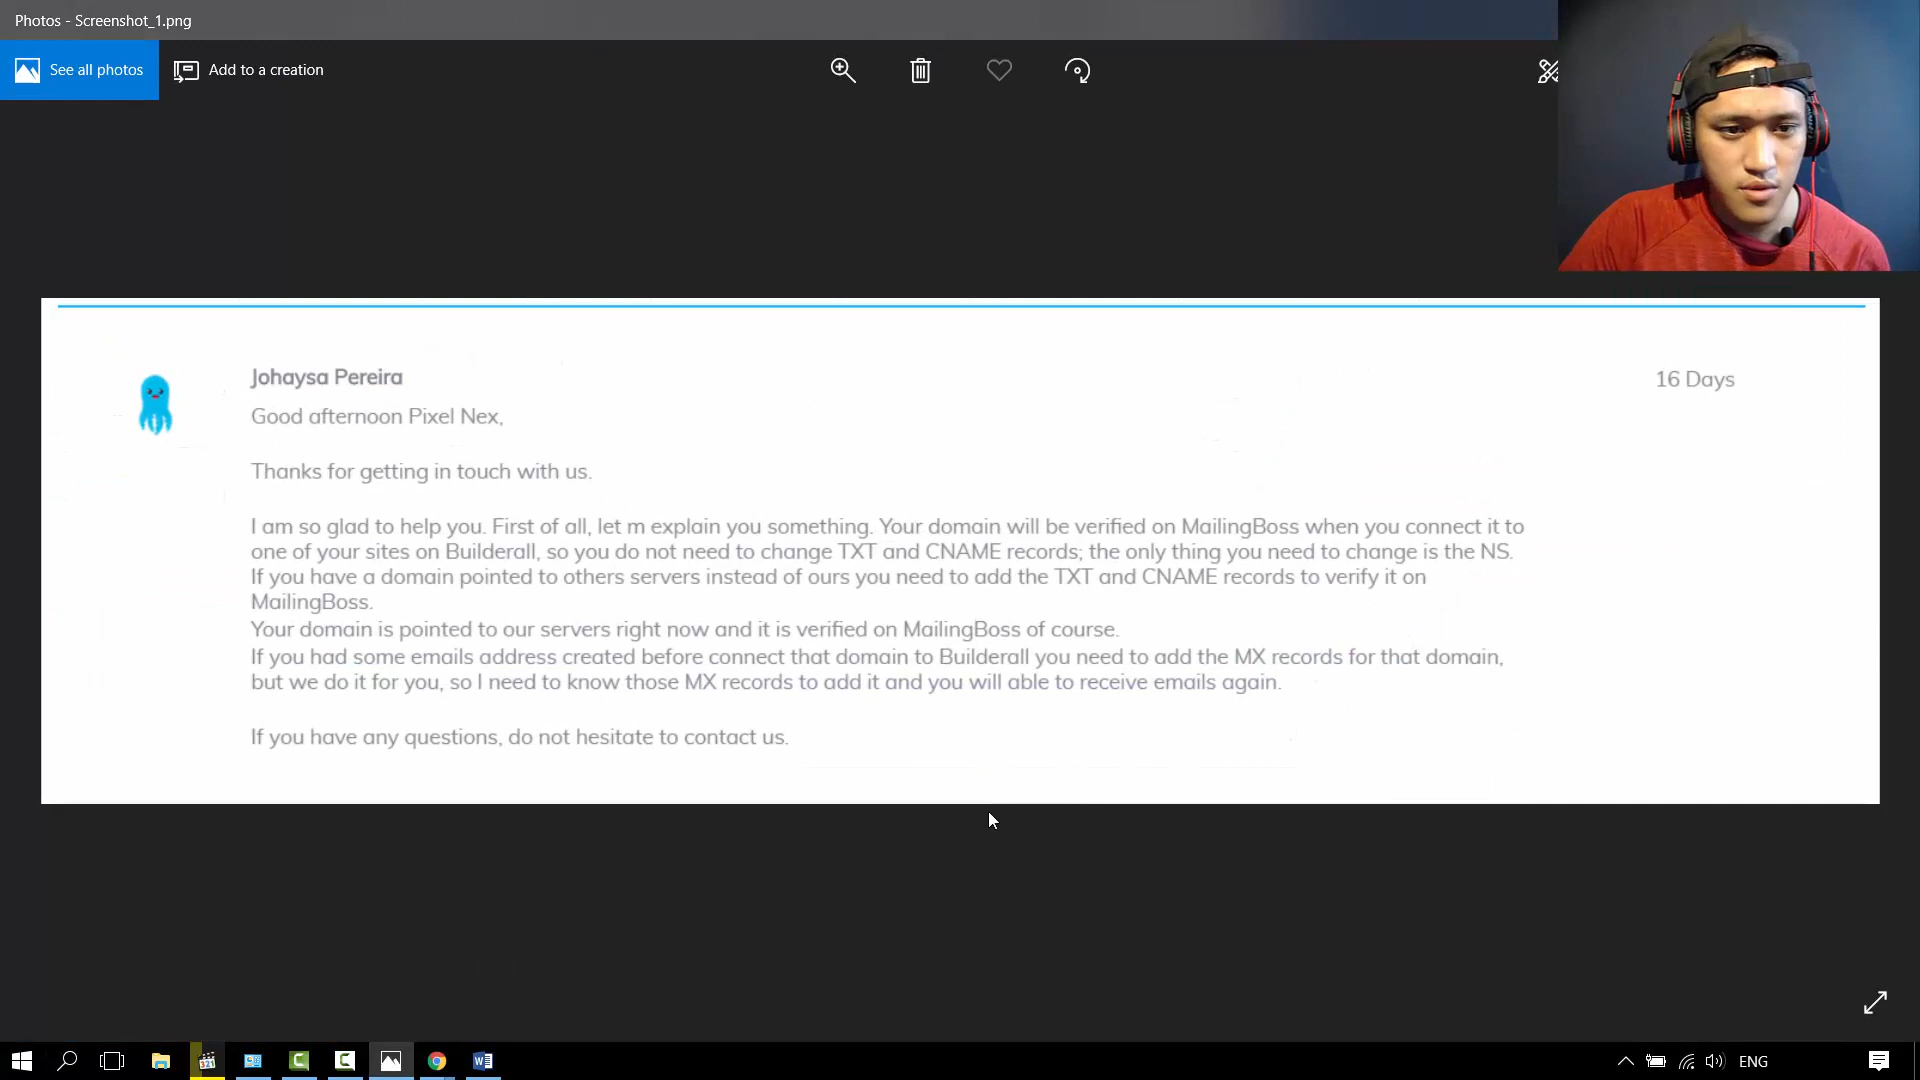 Photos - Screenshot_1.png
See all photos
Add to a creation
Johaysa Pereira
16 Days
Good afternoon Pixel Nex,
Thanks for getting in touch with us.
I am so glad to help you. First of all, let m explain you something. Your domain will be verified on MailingBoss when you connect it to
one of your sites on Builderall, so you do not need to change TXT and CNAME records; the only thing you need to change is the NS.
If you have a domain pointed to others servers instead of ours you need to add the TXT and CNAME records to verify it on
MailingBoss.
Your domain is pointed to our servers right now and it is verified on MailingBoss of course.
If you had some emails address created before connect that domain to Builderall you need to add the MX records for that domain,
but we do it for you, so I need to know those MX records to add it and you will able to receive emails again.
If you have any questions, do not hesitate to contact us.
ENG